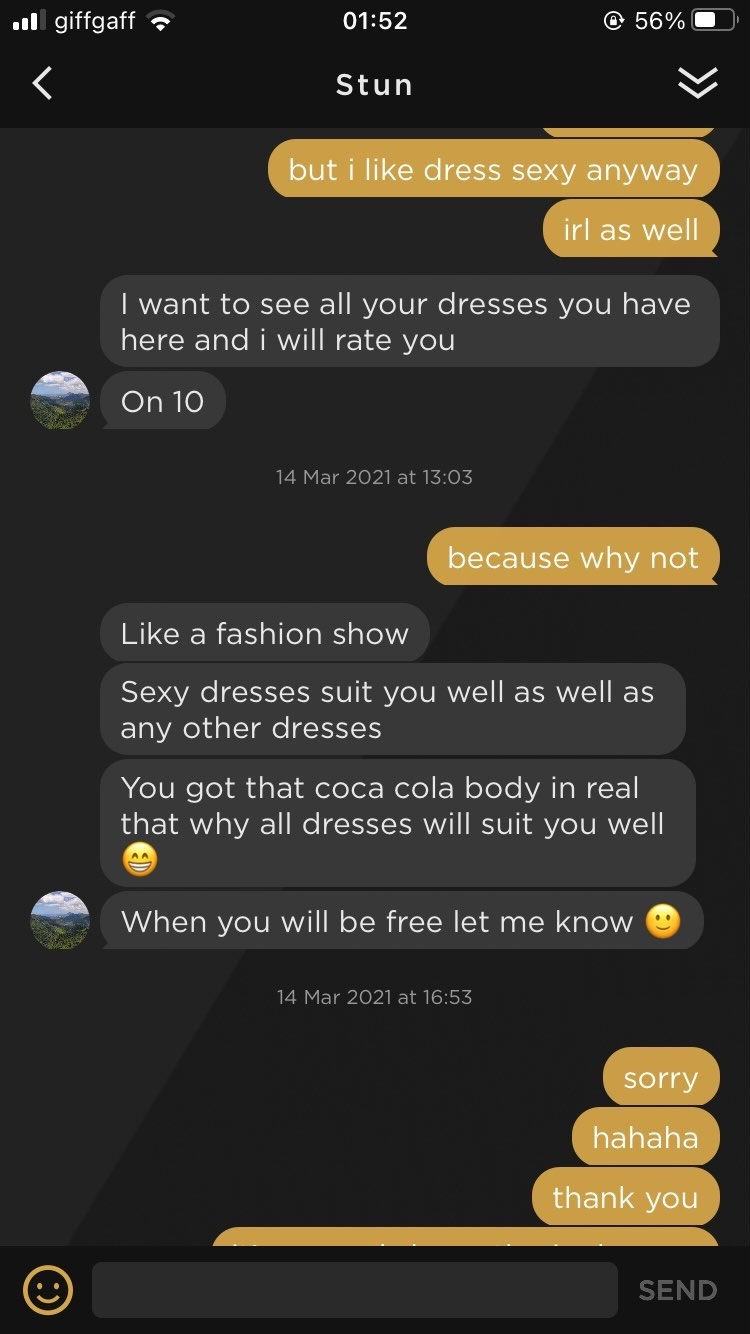 giffgaff
01:52
56%
Stun
but i like dress sexy anyway
irl as well
I want to see all your dresses you have
here and i will rate you
On 10
14 Mar 2021 at 13:03
because why not
Like a fashion show
Sexy dresses suit you well as well as
any other dresses
You got that coca cola body in real
that why all dresses will suit you well
😁
When you will be free let me know 🙂
14 Mar 2021 at 16:53
sorry
hahaha
thank you
SEND